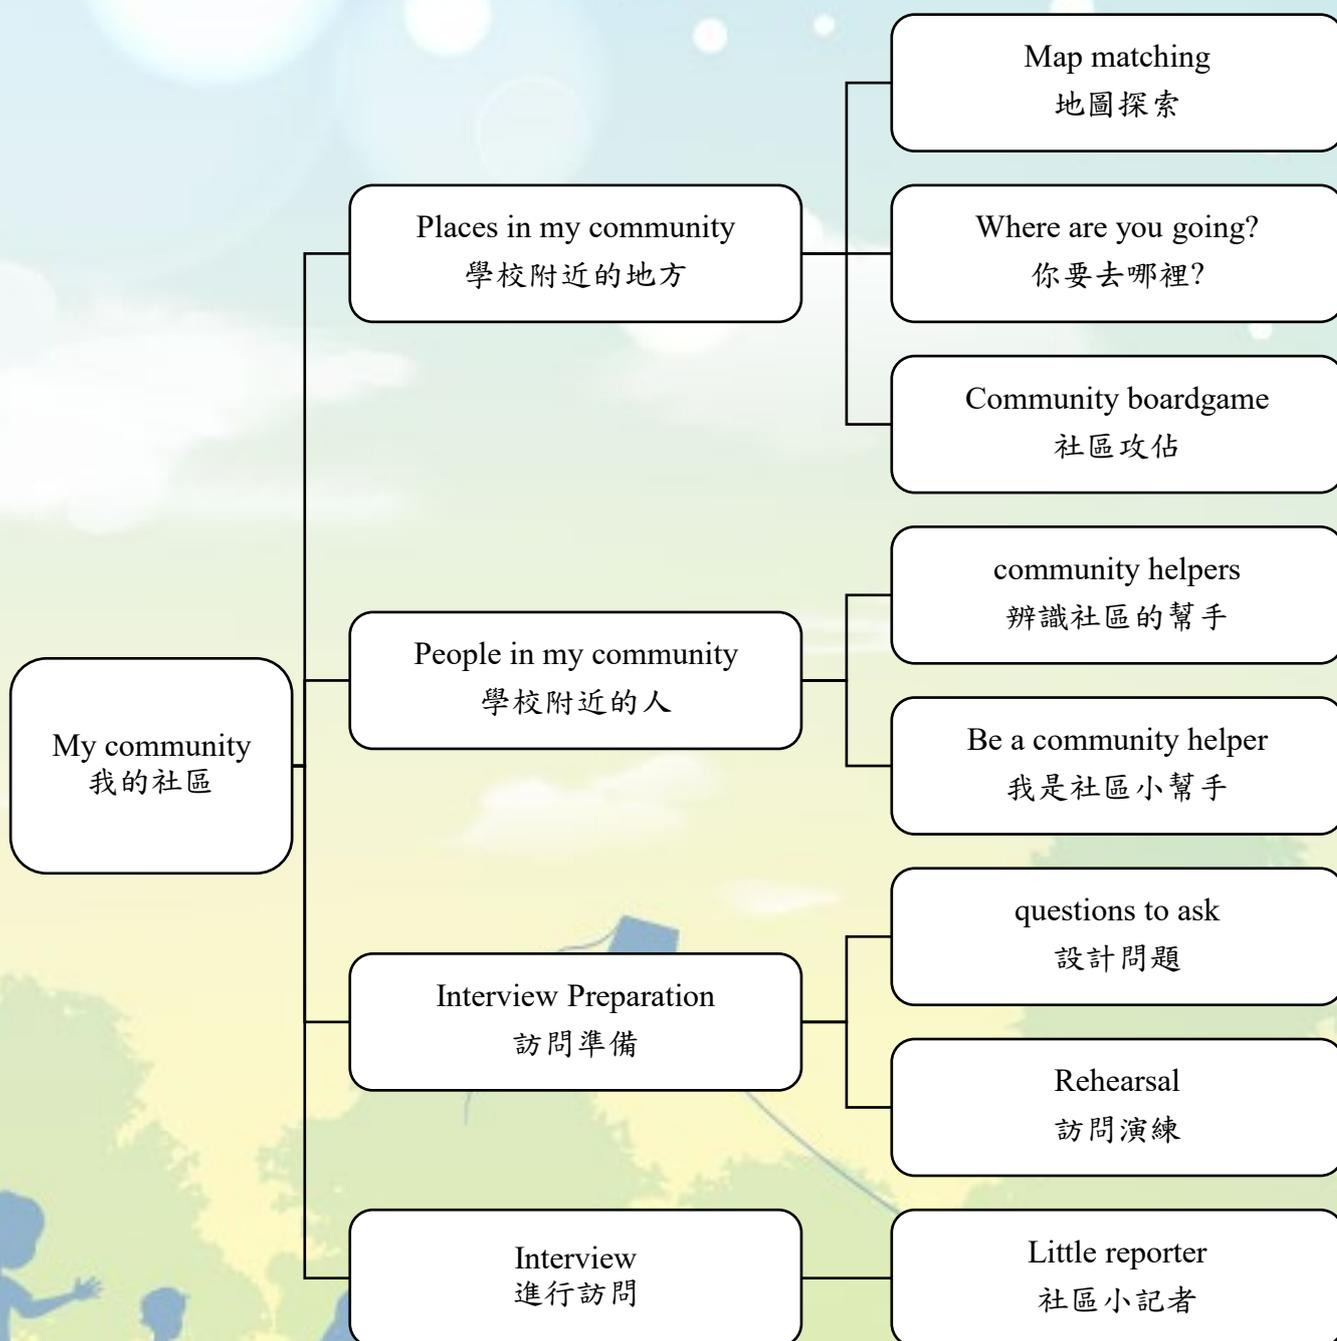 My community
我的社區
Places in my community
學校附近的地方
Map matching
地圖探索
Where are you going?
你要去哪裡?
Community boardgame
社區攻佔
People in my community
學校附近的人
community helpers
辨識社區的幫手
Be a community helper
我是社區小幫手
Interview Preparation
訪問準備
questions to ask
設計問題
Rehearsal
訪問演練
Interview
進行訪問
Little reporter
社區小記者